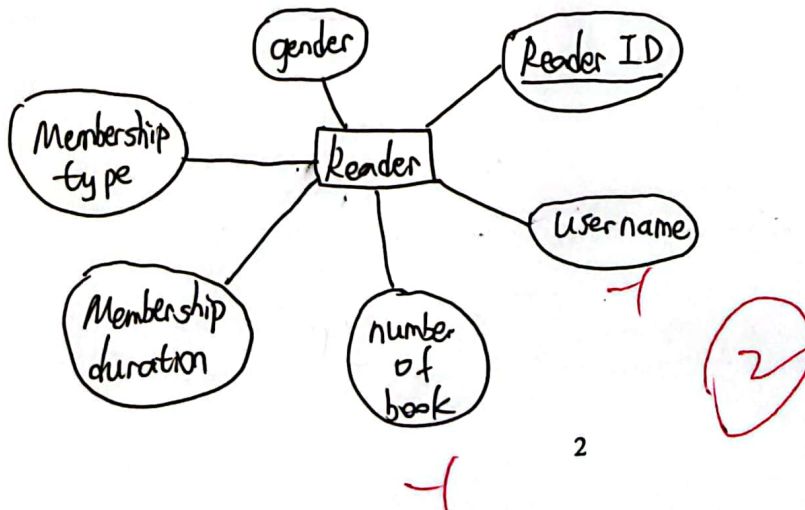 gender
Reader ID
Membership
type
Reader
username
Membership
duration
number
of
book
-1
2
2
-1